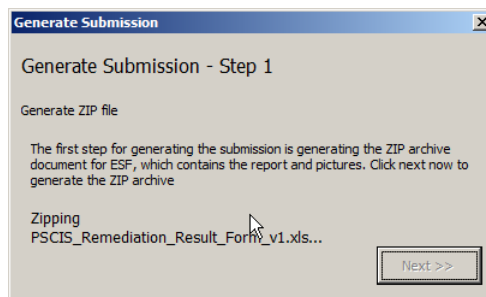 Generate Submission
Generate Submission - Step 1
Generate ZIP file
The first step for generating the submission is generating the ZIP archive
document for ESF, which contains the report and pictures. Click next now to
generate the ZIP archive
Zipping
PSCIS_Remediation_Result_Form_v1.xls...
Next >>